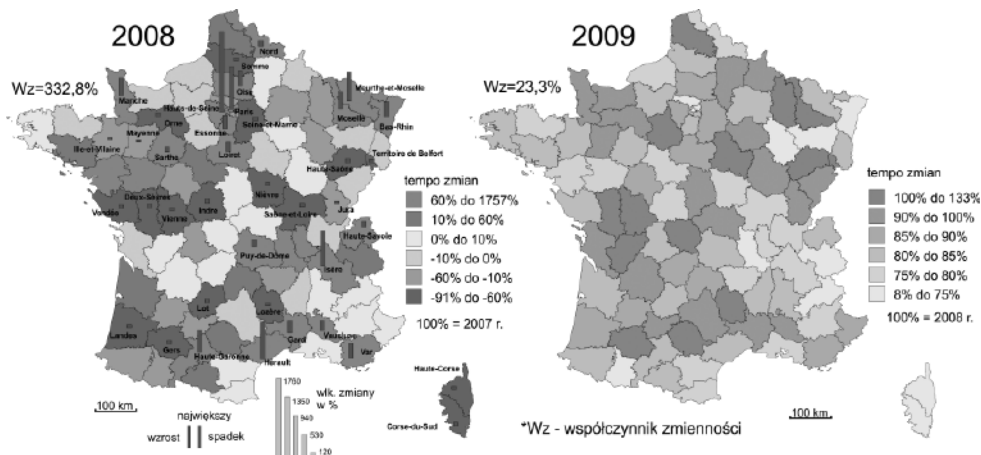 2008
Wz=332,8%
Nord
Somme
Oise
Manche
Hauts-de-Seine
Paris
Meurthe-et-Moselle
Moselle
Bas-Rhin
Orne
Mayenne
Essonne
Seine-et-Marne
Ille-et-Vilaine
Sarthe
Loiret
Territoire de Belfort
Haute-Saône
Nièvre
Deux-Sèvres
Vendée
Vienne
Indre
Saône-et-Loire
Jura
Haute-Savoie
Puy-de-Dôme
Isère
Lot
Lozère
Landes
Gers
Haute-Garonne
Hérault
Gard
Vaucluse
Var
Haute-Corse
Corse-du-Sud
tempo zmian
60% do 1757%
10% do 60%
0% do 10%
-10% do 0%
-60% do -10%
-91% do -60%
100% = 2007 r.
100 km
największy
wzrost spadek
1760
1350
940
530
120
wlk. zmiany
w %
2009
Wz=23,3%
tempo zmian
100% do 133%
90% do 100%
85% do 90%
80% do 85%
75% do 80%
8% do 75%
100% = 2008 r.
100 km
*Wz - współczynnik zmienności